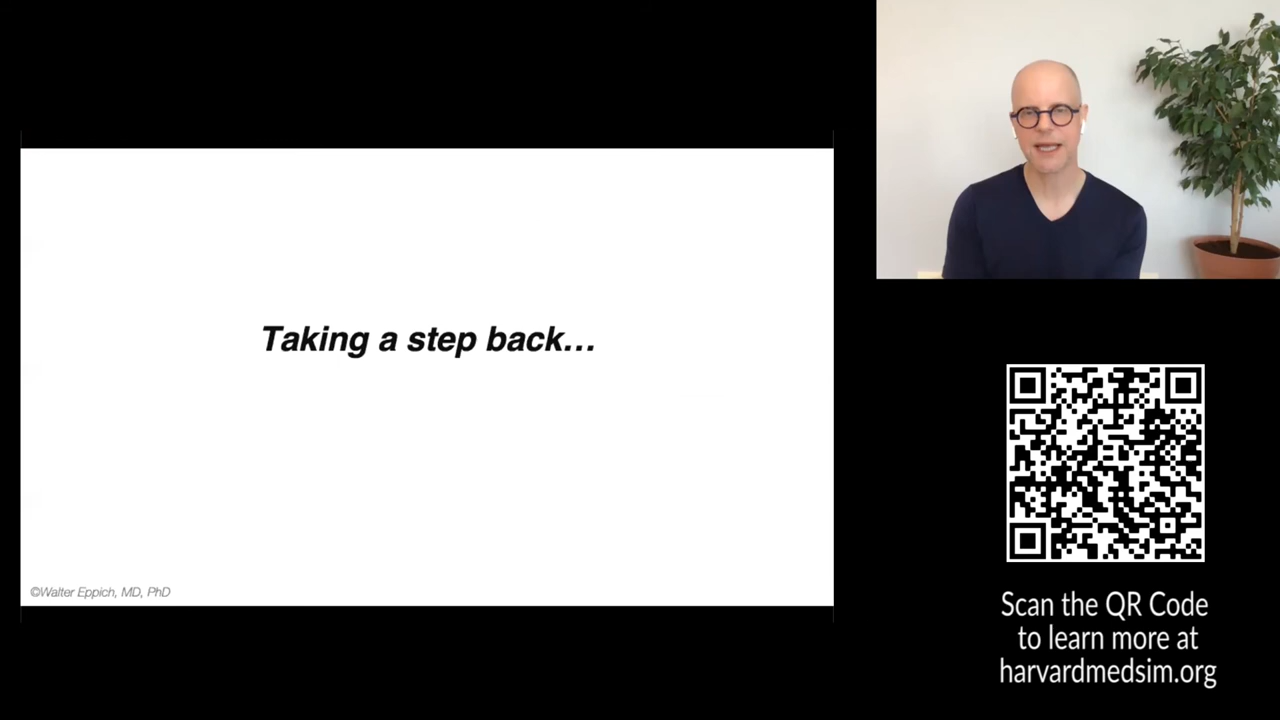 Taking a step back...
©Walter Eppich, MD, PhD
Scan the QR Code
to learn more at
harvardmedsim.org